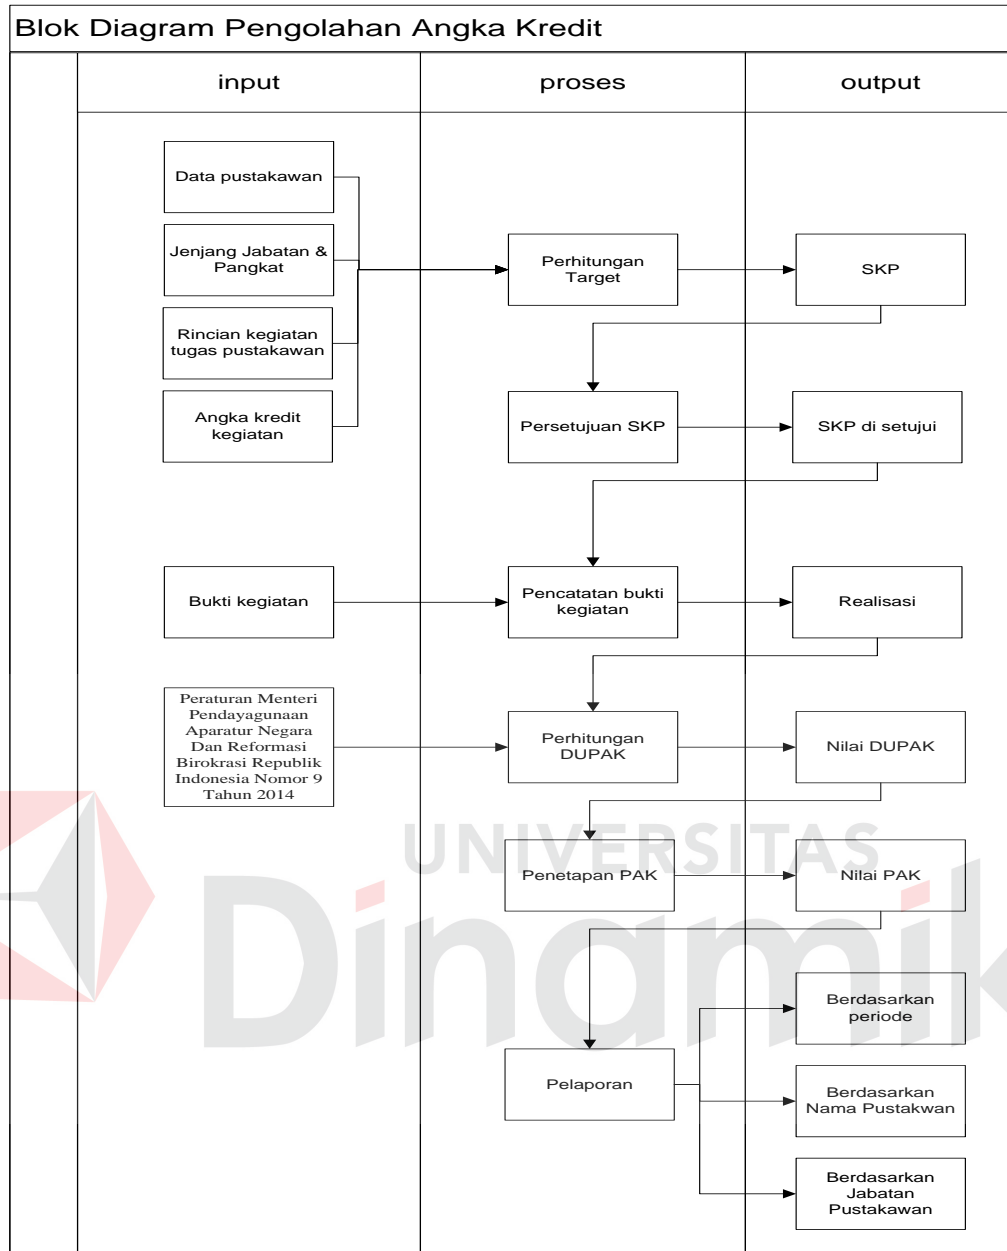 Blok Diagram Pengolahan Angka Kredit
input
proses
output
Data pustakawan
Jenjang Jabatan &
Pangkat
Rincian kegiatan
tugas pustakawan
Angka kredit
kegiatan
Perhitungan
Target
SKP
Persetujuan SKP
SKP di setujui
Bukti kegiatan
Pencatatan bukti
kegiatan
Realisasi
Peraturan Menteri
Pendayagunaan
Aparatur Negara
Dan Reformasi
Birokrasi Republik
Indonesia Nomor 9
Tahun 2014
Perhitungan
DUPAK
Nilai DUPAK
UNIVERSITAS
Dinamik
Penetapan PAK
Nilai PAK
Pelaporan
Berdasarkan
periode
Berdasarkan
Nama Pustakwan
Berdasarkan
Jabatan
Pustakawan